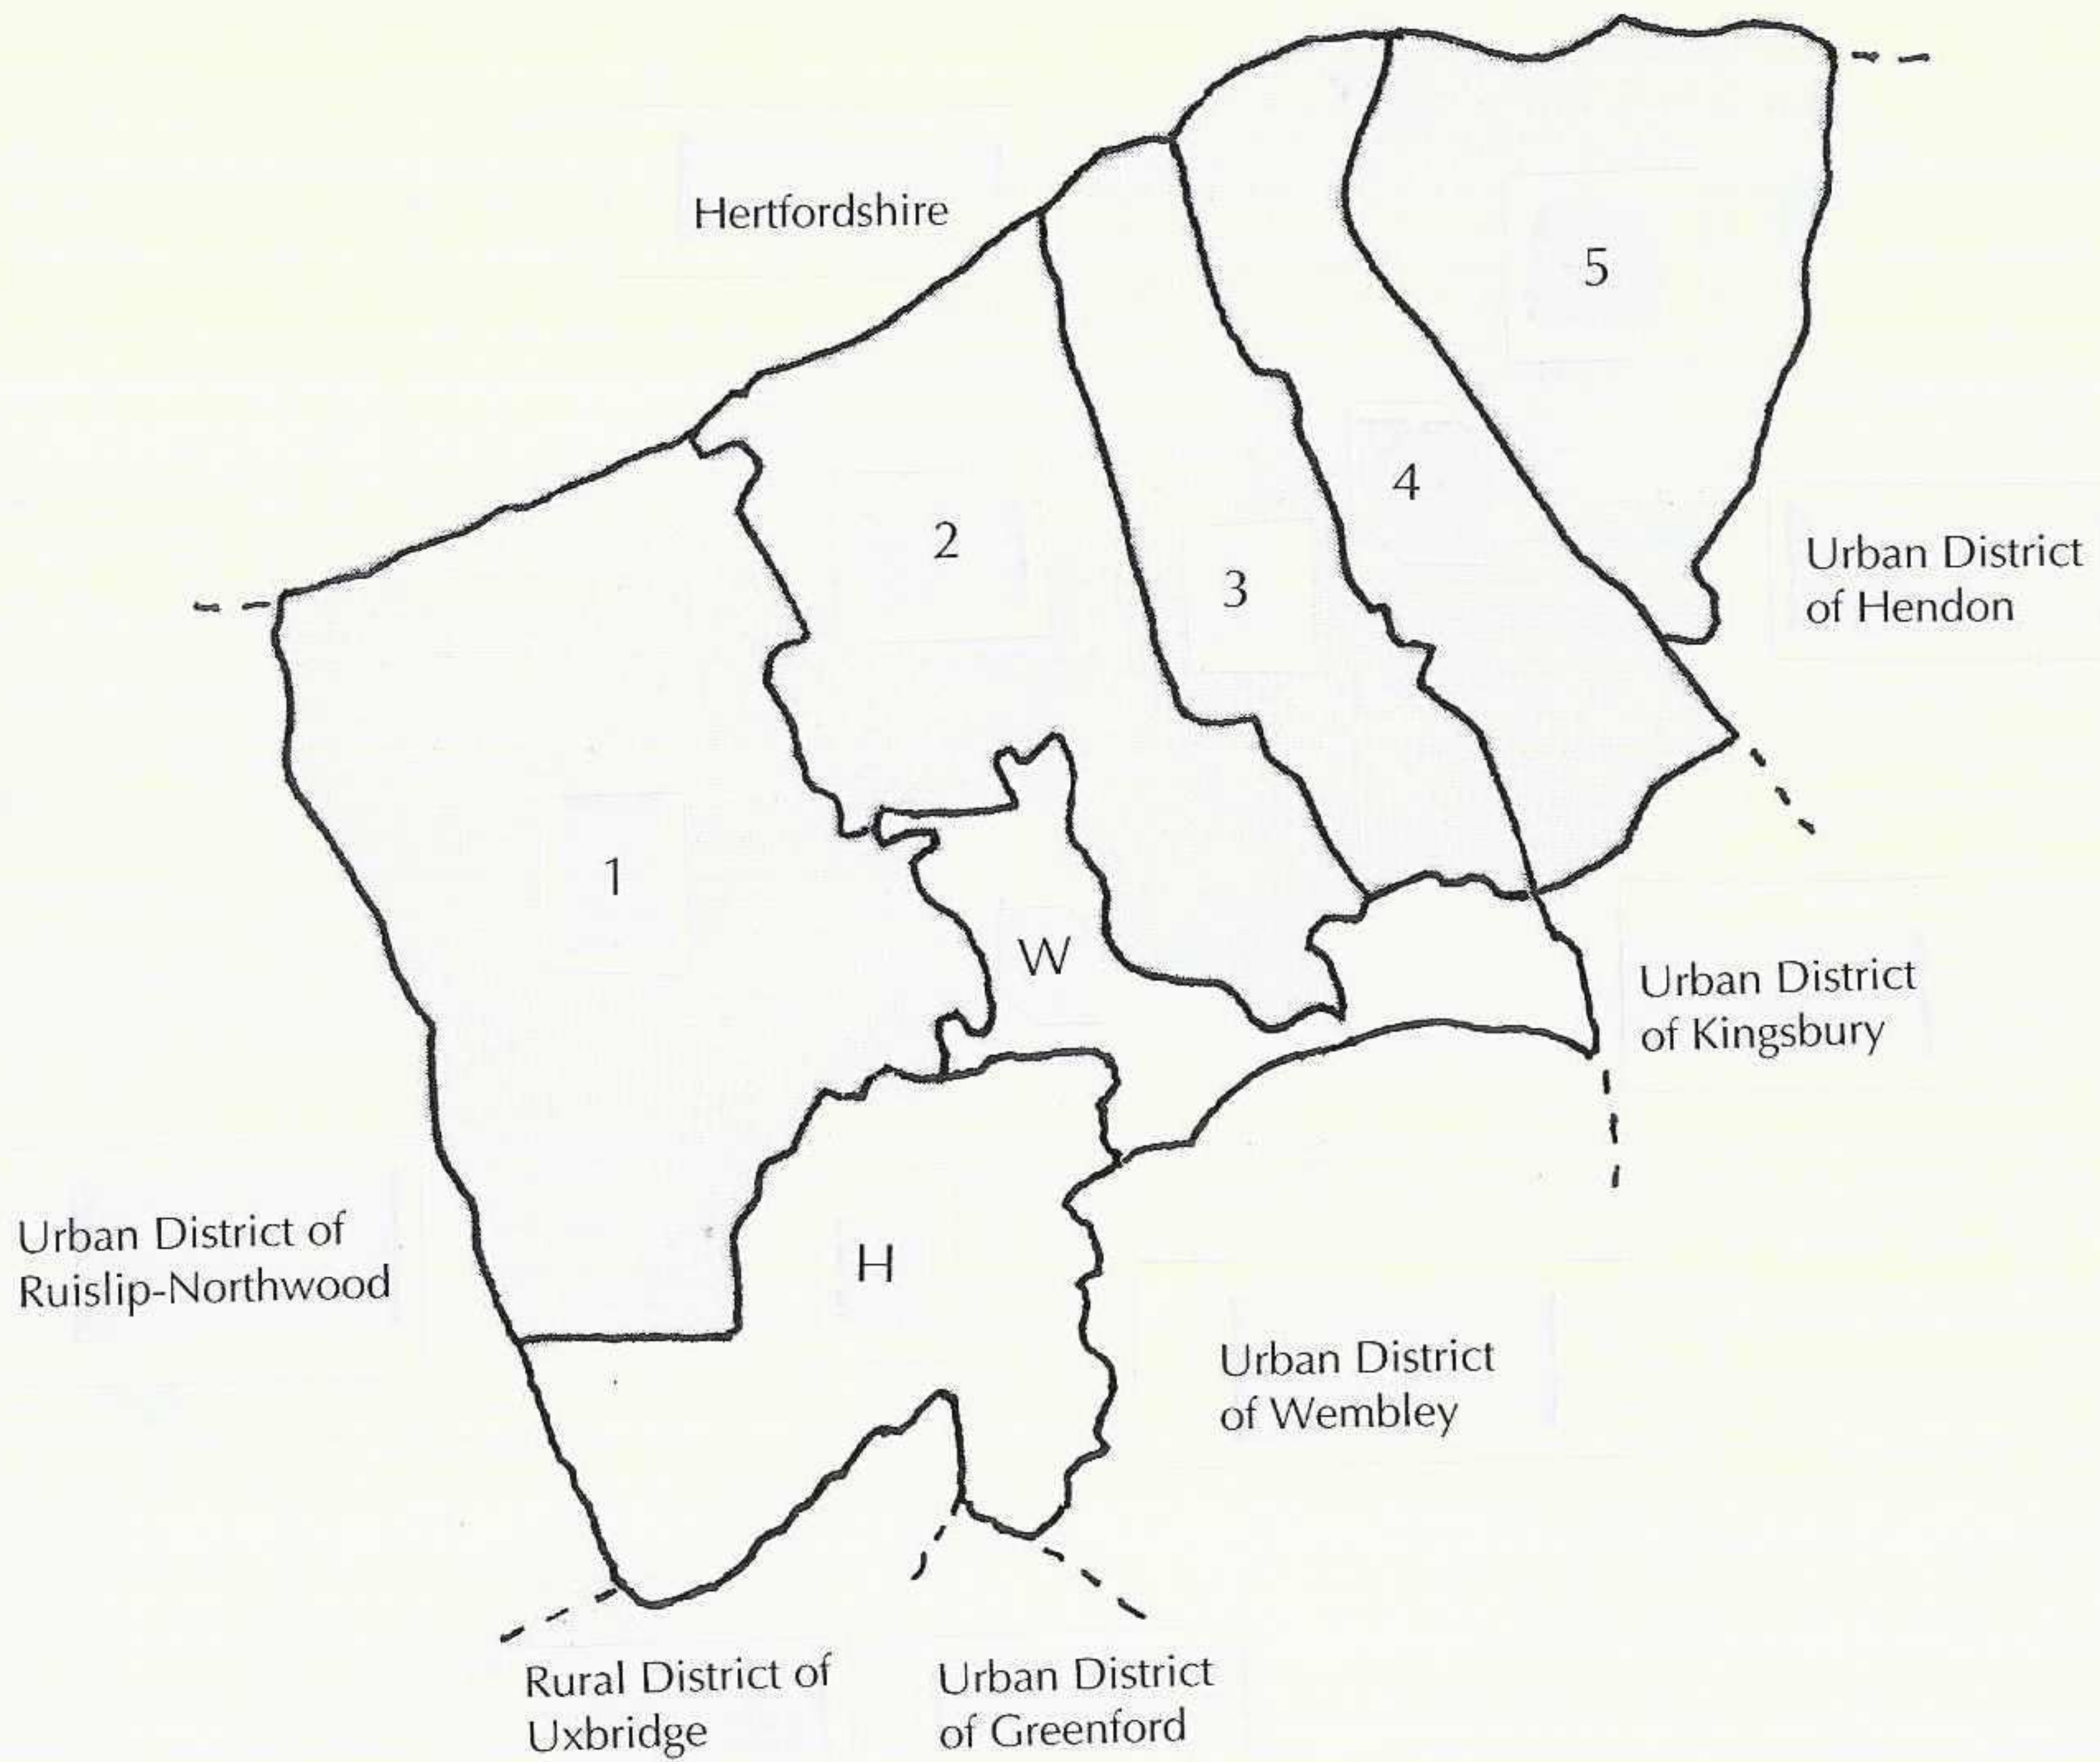 Hertfordshire
5
4
2
3
Urban District
of Hendon
1
W
Urban District
of Kingsbury
Urban District of
Ruislip-Northwood
H
Urban District
of Wembley
Rural District of
Uxbridge
Urban District
of Greenford